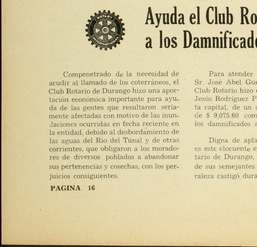 Ayuda el Club Ro
a los Damnificado
Compenetrado de la necesidad de
acudir al llamado de los coterráneos, el
Club Rotario de Durango hizo una apor-
tación económica importante para ayu-
da de las gentes que resultaron seria-
mente afectadas con motivo de las inun-
daciones ocurridas en fecha reciente en
la entidad, debido al desbordamiento de
las aguas del Río del Tunal y de otras
corrientes, que obligaron a los morado-
res de diversos poblados a abandonar
sus pertenencias y cosechas, con los per-
juicios consiguientes.
PAGINA 16
Para atender
Sr. José Abel Gue
Club Rotario hizo e
Jesús Rodríguez P
ta capital, de un c
de $ 9,075.60 com
los damnificados a
Digna de apla
es este elocuente e
tario de Durango,
de sus semejantes
raleza castigó dura